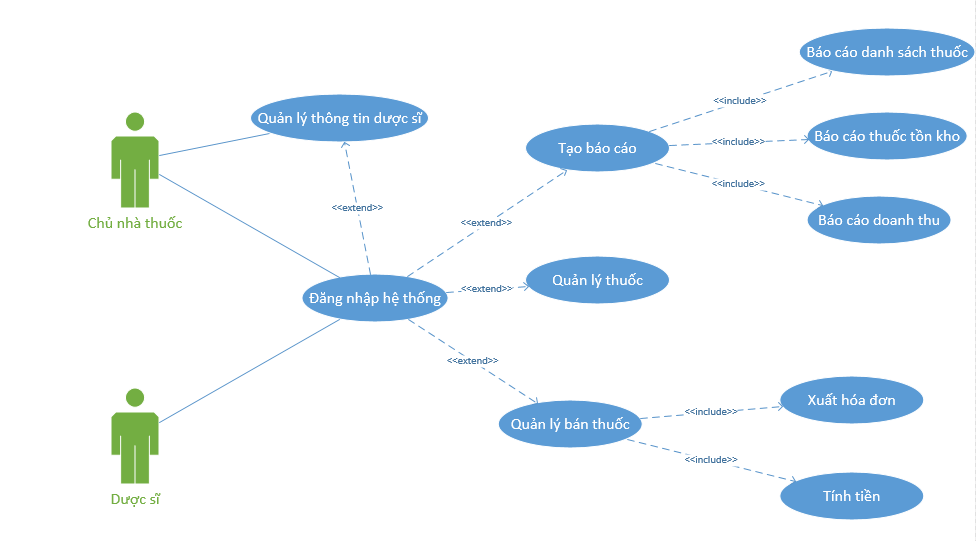 Báo cáo danh sách thuốc
<<include>>
Quản lý thông tin dược sĩ
Báo cáo thuốc tồn kho
<<include>>
Tạo báo cáo
<<include>>
<<extend>>
Báo cáo doanh thu
Chủ nhà thuốc
<<extend>>
Quản lý thuốc
<<extend>>
Đăng nhập hệ thống
<<extend>>
Xuất hóa đơn
<<include>>
Quản lý bán thuốc
<<include>>
Tính tiền
Dược sĩ